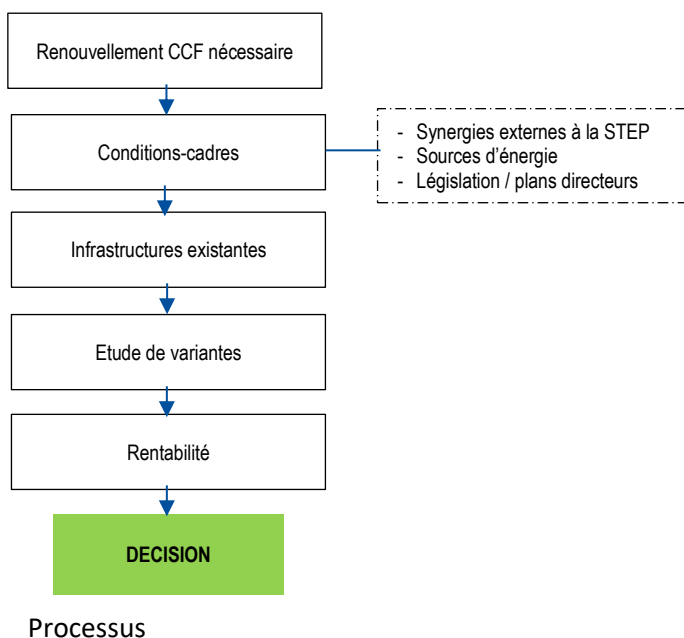 Renouvellement CCF nécessaire
Conditions-cadres
- Synergies externes à la STEP
- Sources d'énergie
- Législation / plans directeurs
Infrastructures existantes
Etude de variantes
Rentabilité
DECISION
Processus